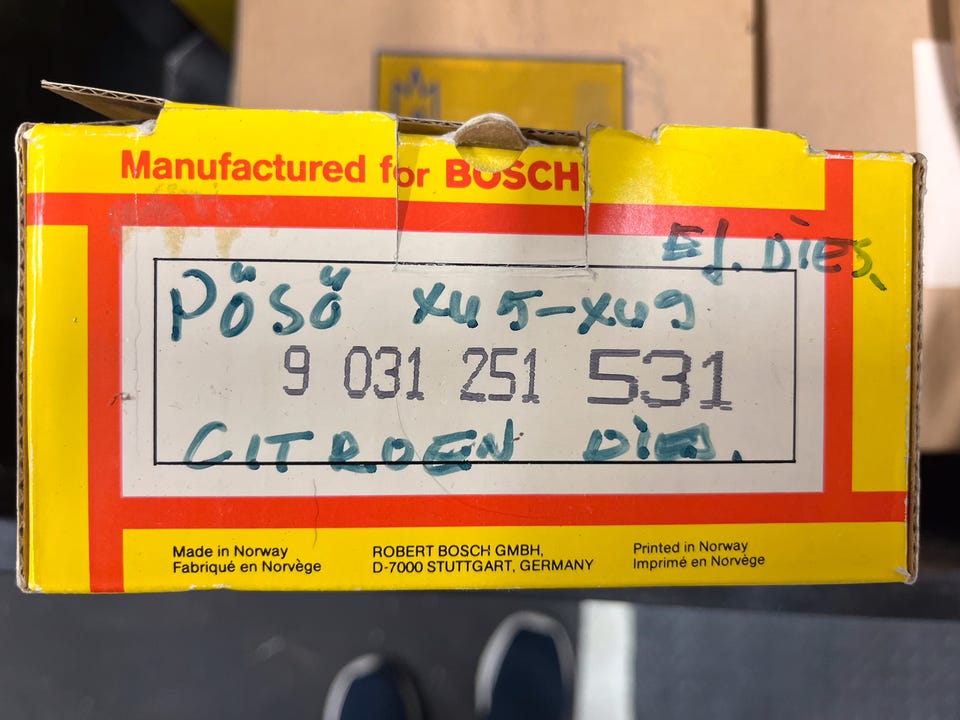 Manufactured for BOSCH
Ef. Dies.
Pösö XU5-XU9
9 031 251 531
CITROEN Dies.
Made in Norway
Fabriqué en Norvège
ROBERT BOSCH GMBH,
D-7000 STUTTGART, GERMANY
Printed in Norway
Imprimé en Norvège